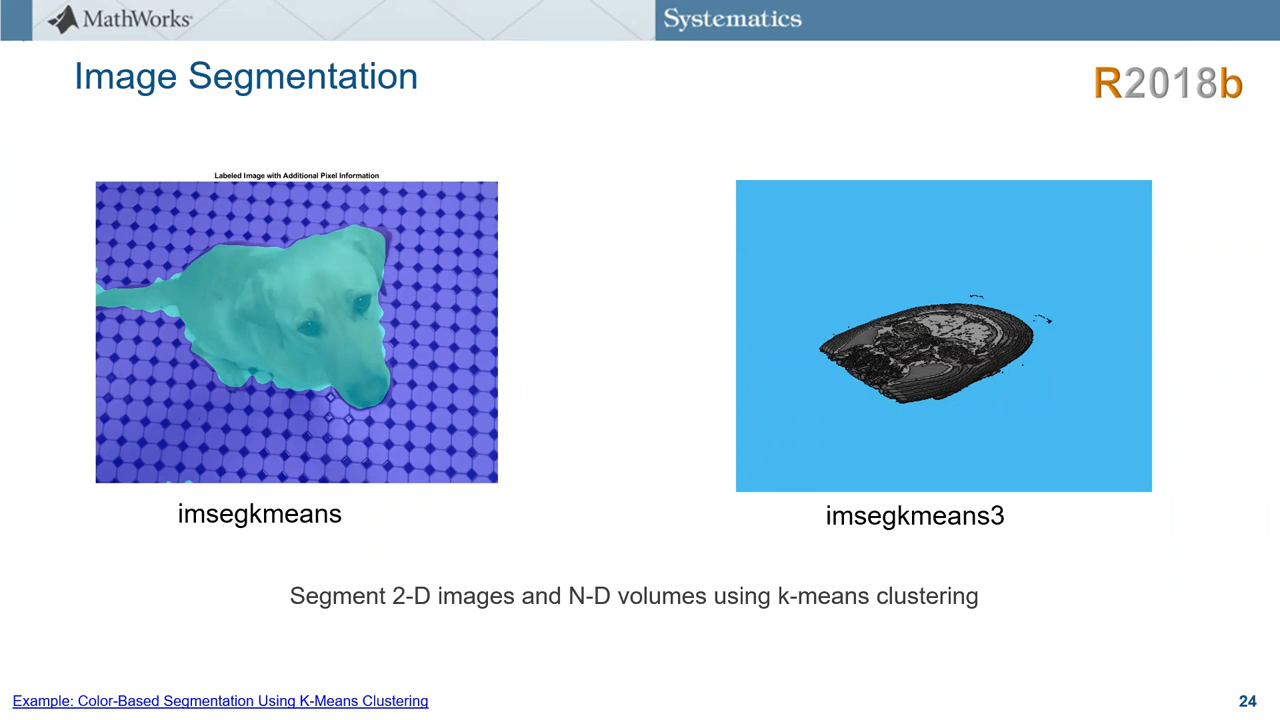 MathWorks
Systematics
Image Segmentation
R2018b
Labeled Image with Additional Pixel Information
imsegkmeans
imsegkmeans3
Segment 2-D images and N-D volumes using k-means clustering
Example: Color-Based Segmentation Using K-Means Clustering
24